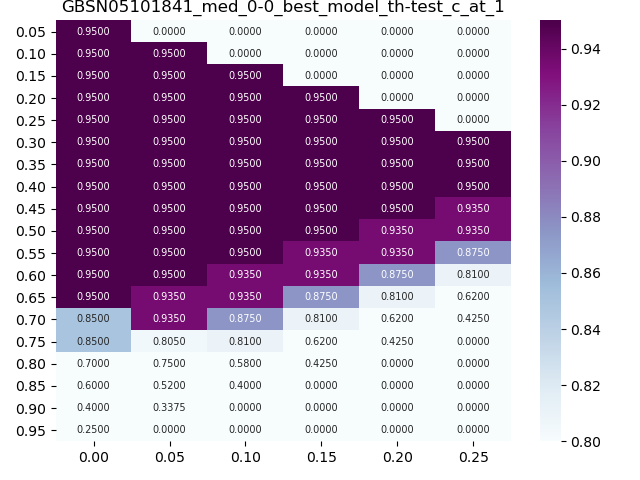 GBSN05101841_med_0-0_best_model_th-test_c_at_1
0.05 0.9500 0.0000 0.0000 0.0000 0.0000 0.0000
0.10 0.9500 0.9500 0.0000 0.0000 0.0000 0.0000
0.15 0.9500 0.9500 0.9500 0.0000 0.0000 0.0000
0.20 0.9500 0.9500 0.9500 0.9500 0.0000 0.0000
0.25 0.9500 0.9500 0.9500 0.9500 0.9500 0.0000
0.30 0.9500 0.9500 0.9500 0.9500 0.9500 0.9500
0.35 0.9500 0.9500 0.9500 0.9500 0.9500 0.9500
0.40 0.9500 0.9500 0.9500 0.9500 0.9500 0.9500
0.45 0.9500 0.9500 0.9500 0.9500 0.9500 0.9350
0.50 0.9500 0.9500 0.9500 0.9500 0.9350 0.9350
0.55 0.9500 0.9500 0.9500 0.9350 0.9350 0.8750
0.60 0.9500 0.9500 0.9350 0.9350 0.8750 0.8100
0.65 0.9500 0.9350 0.9350 0.8750 0.8100 0.6200
0.70 0.8500 0.9350 0.8750 0.8100 0.6200 0.4250
0.75 0.8500 0.8050 0.8100 0.6200 0.4250 0.0000
0.80 0.7000 0.7500 0.5800 0.4250 0.0000 0.0000
0.85 0.6000 0.5200 0.4000 0.0000 0.0000 0.0000
0.90 0.4000 0.3375 0.0000 0.0000 0.0000 0.0000
0.95 0.2500 0.0000 0.0000 0.0000 0.0000 0.0000
0.00 0.05 0.10 0.15 0.20 0.25
0.94
0.92
0.90
0.88
0.86
0.84
0.82
0.80